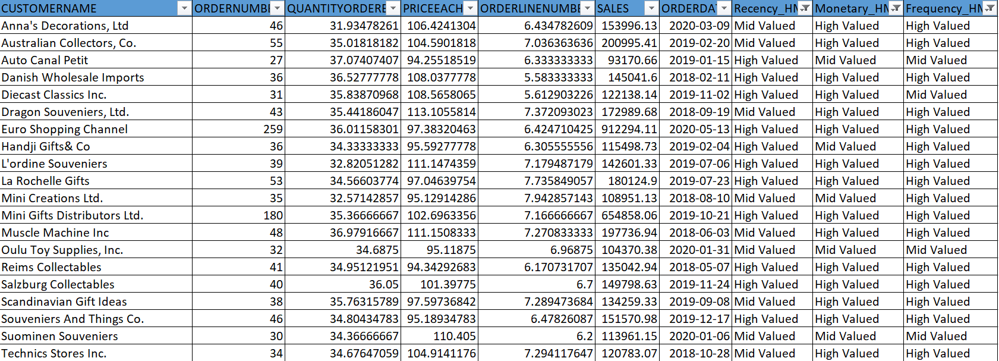 CUSTOMERNAME ORDERNUMBE QUANTITYORDERE PRICEEACH ORDERLINENUMBE SALES ORDERDA Recency_HM Monetary_HM Frequency_HM
Anna's Decorations, Ltd 46 31.93478261 106.4241304 6.434782609 153996.13 2020-03-09 Mid Valued High Valued High Valued
Australian Collectors, Co. 55 35.01818182 104.5901818 7.036363636 200995.41 2019-02-20 Mid Valued High Valued High Valued
Auto Canal Petit 27 37.07407407 94.25518519 6.333333333 93170.66 2019-01-15 High Valued Mid Valued Mid Valued
Danish Wholesale Imports 36 36.52777778 108.0377778 5.583333333 145041.6 2018-02-11 High Valued High Valued High Valued
Diecast Classics Inc. 31 35.83870968 108.5658065 5.612903226 122138.14 2019-11-02 High Valued High Valued Mid Valued
Dragon Souveniers, Ltd. 43 35.44186047 113.1055814 7.372093023 172989.68 2018-09-19 Mid Valued High Valued High Valued
Euro Shopping Channel 259 36.01158301 97.38320463 6.424710425 912294.11 2020-05-13 High Valued High Valued High Valued
Handji Gifts& Co 36 34.33333333 95.59277778 6.305555556 115498.73 2019-02-04 High Valued Mid Valued High Valued
L'ordine Souveniers 39 32.82051282 111.1474359 7.179487179 142601.33 2019-07-06 High Valued High Valued High Valued
La Rochelle Gifts 53 34.56603774 97.04639754 7.735849057 180124.9 2019-07-23 High Valued High Valued High Valued
Mini Creations Ltd. 35 32.57142857 95.12914286 7.942857143 108951.13 2018-08-10 Mid Valued Mid Valued High Valued
Mini Gifts Distributors Ltd. 180 35.36666667 102.6963356 7.166666667 654858.06 2019-10-21 High Valued High Valued High Valued
Muscle Machine Inc 48 36.97916667 111.1508333 7.270833333 197736.94 2018-06-03 Mid Valued High Valued High Valued
Oulu Toy Supplies, Inc. 32 34.6875 95.11875 6.96875 104370.38 2020-01-31 Mid Valued Mid Valued Mid Valued
Reims Collectables 41 34.95121951 94.34292683 6.170731707 135042.94 2018-05-07 High Valued High Valued High Valued
Salzburg Collectables 40 36.05 101.39775 6.7 149798.63 2019-11-24 High Valued High Valued High Valued
Scandinavian Gift Ideas 38 35.76315789 97.59736842 7.289473684 134259.33 2019-09-08 Mid Valued High Valued High Valued
Souveniers And Things Co. 46 34.80434783 95.18934783 6.47826087 151570.98 2019-12-17 High Valued High Valued High Valued
Suominen Souveniers 30 34.36666667 110.405 6.2 113961.15 2020-01-06 Mid Valued Mid Valued Mid Valued
Technics Stores Inc. 34 34.67647059 104.9141176 7.294117647 120783.07 2018-10-28 Mid Valued High Valued High Valued